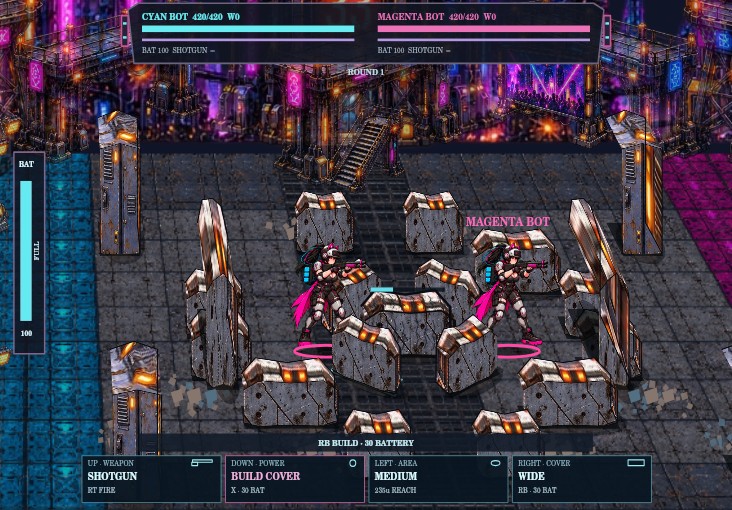 CYAN BOT 420/420 W0
MAGENTA BOT 420/420 W0
BAT 100 SHOTGUN ∞
BAT 100 SHOTGUN ∞
ROUND 1
BAT
FULL
100
MAGENTA BOT
RB BUILD · 30 BATTERY
UP · WEAPON
SHOTGUN
RT FIRE
DOWN · POWER
BUILD COVER
X · 30 BAT
LEFT · AREA
MEDIUM
235u REACH
RIGHT · COVER
WIDE
RB · 30 BAT